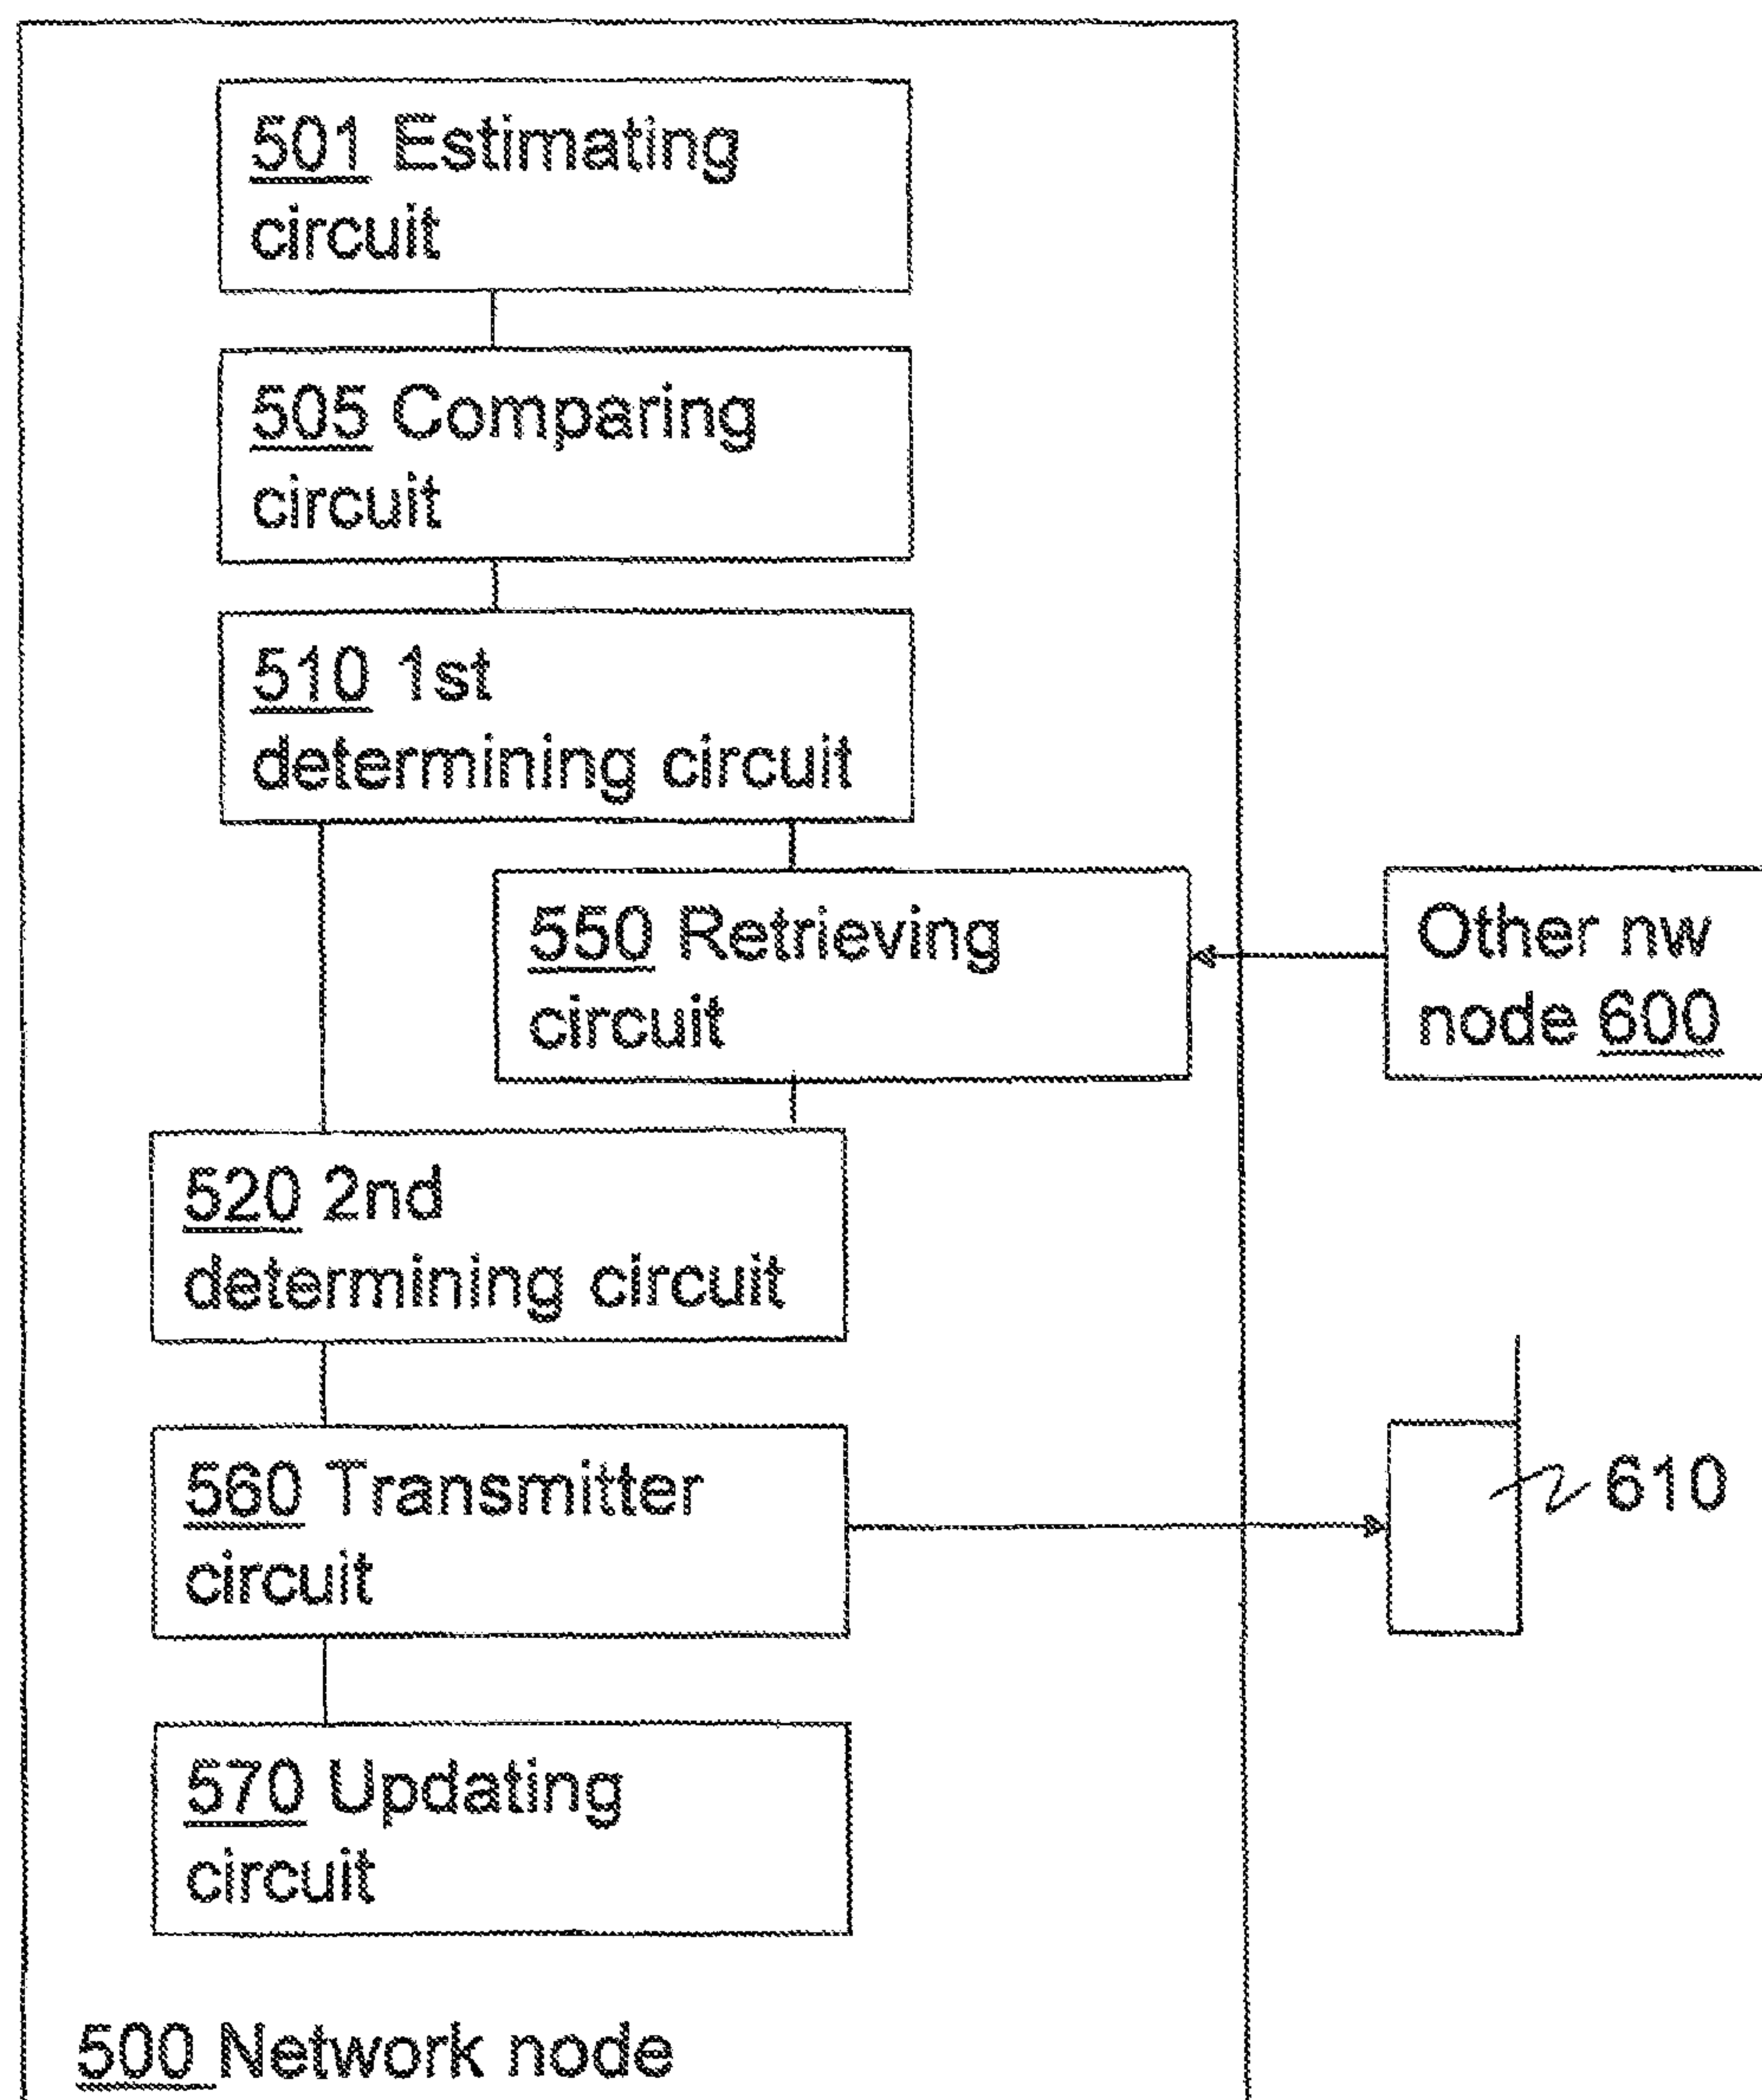 501 Estimating
circuit
505 Comparing
circuit
510 1st
determining circuit
550 Retrieving
circuit
Other nw
node 600
520 2nd
determining circuit
560 Transmitter
circuit
610
570 Updating
circuit
500 Network node